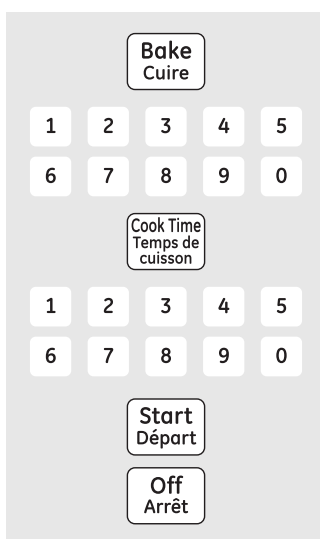 Bake
Cuire
1 2 3 4 5
6 7 8 9 0
Cook Time
Temps de
cuisson
1 2 3 4 5
6 7 8 9 0
Start
Départ
Off
Arrêt